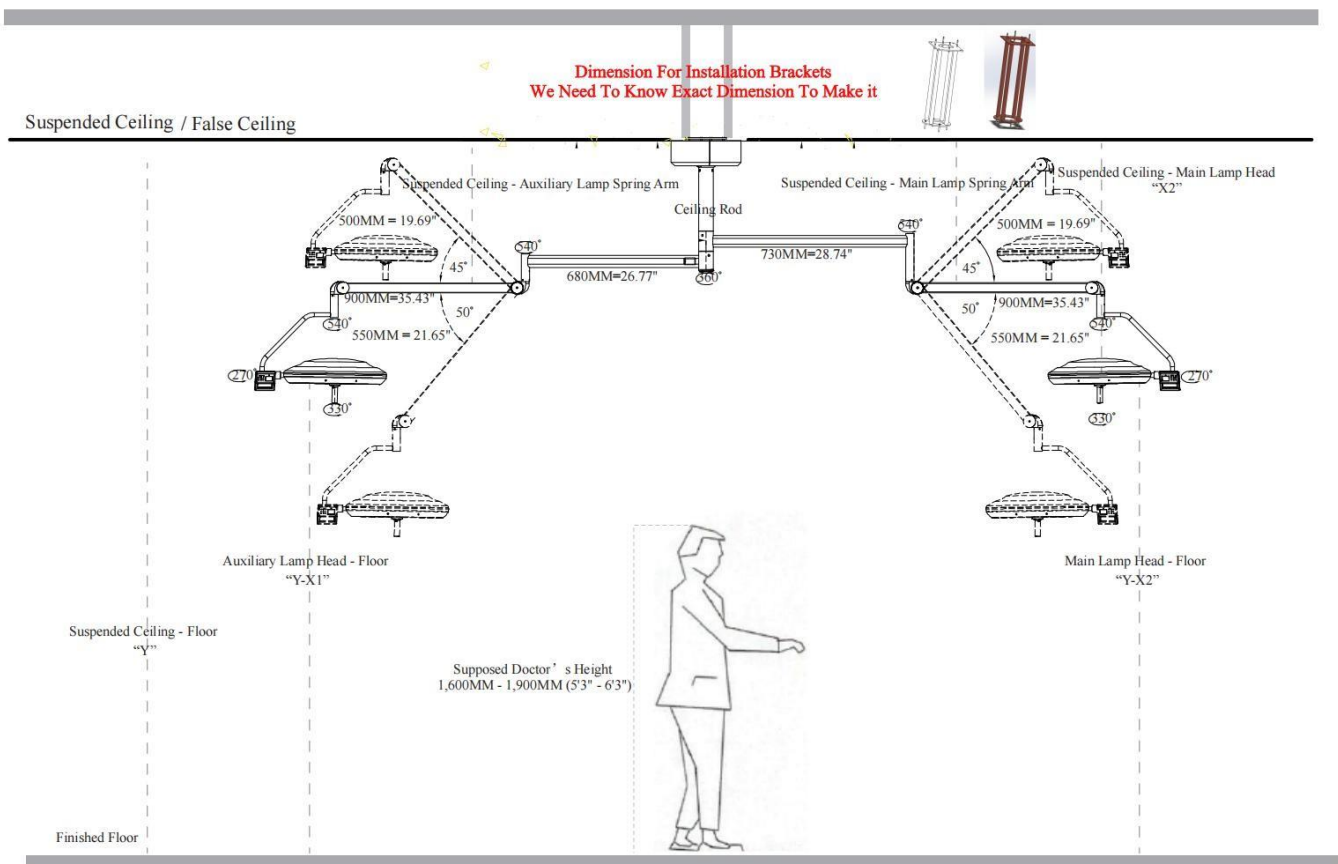 Dimension For Installation Brackets
We Need To Know Exact Dimension To Make it
Suspended Ceiling / False Ceiling
Suspended Ceiling - Auxiliary Lamp Spring Arm
Suspended Ceiling - Main Lamp Spring Arm
Suspended Ceiling - Main Lamp Head
“X2”
Ceiling Rod
500MM = 19.69"
500MM = 19.69"
540°
540°
730MM=28.74"
45°
680MM=26.77"
360°
45°
900MM=35.43"
900MM=35.43"
50°
50°
540°
540°
550MM = 21.65"
550MM = 21.65"
270°
270°
330°
330°
Auxiliary Lamp Head - Floor
“Y-X1”
Main Lamp Head - Floor
“Y-X2”
Suspended Ceiling - Floor
“Y”
Supposed Doctor’s Height
1,600MM - 1,900MM (5'3" - 6'3")
Finished Floor